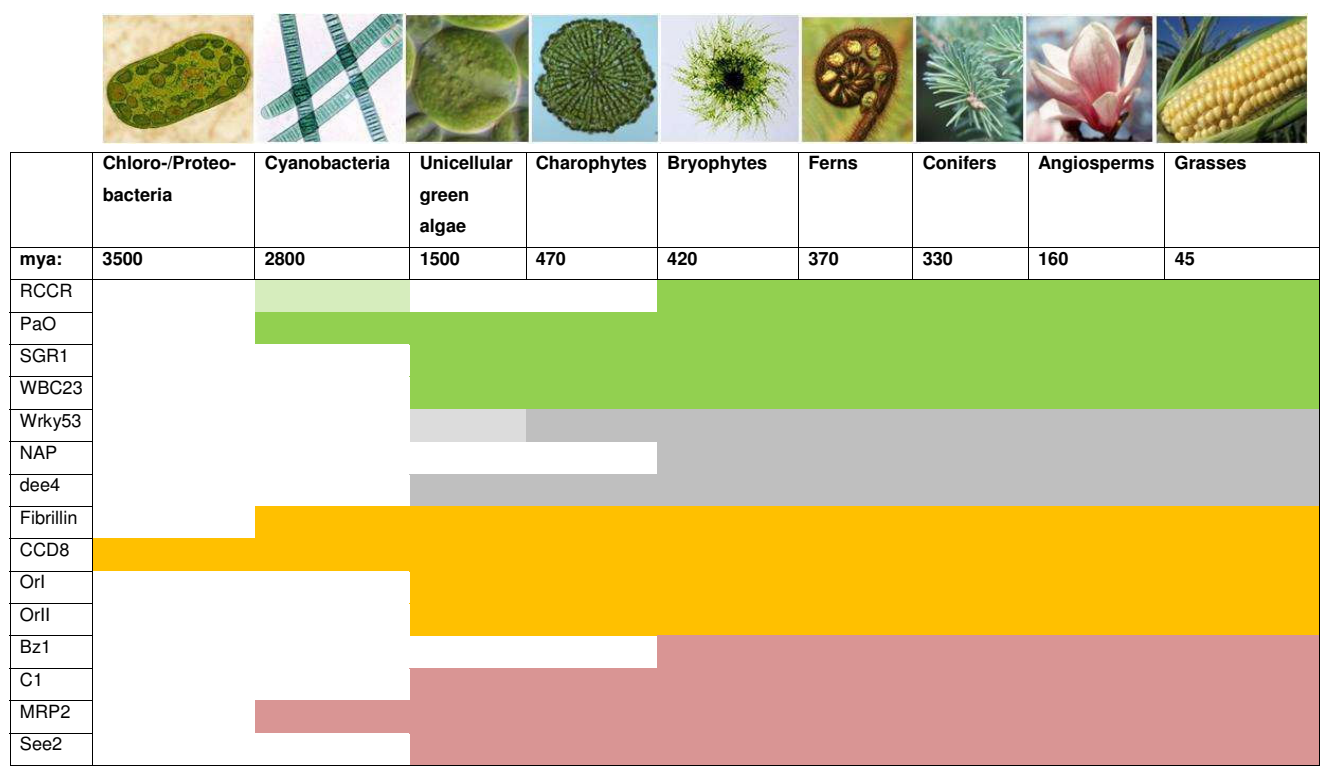 Chloro-/Proteo-bacteria Cyanobacteria Unicellular green algae Charophytes Bryophytes Ferns Conifers Angiosperms Grasses
mya: 3500 2800 1500 470 420 370 330 160 45
RCCR
PaO
SGR1
WBC23
Wrky53
NAP
dee4
Fibrillin
CCD8
OrI
OrII
Bz1
C1
MRP2
See2